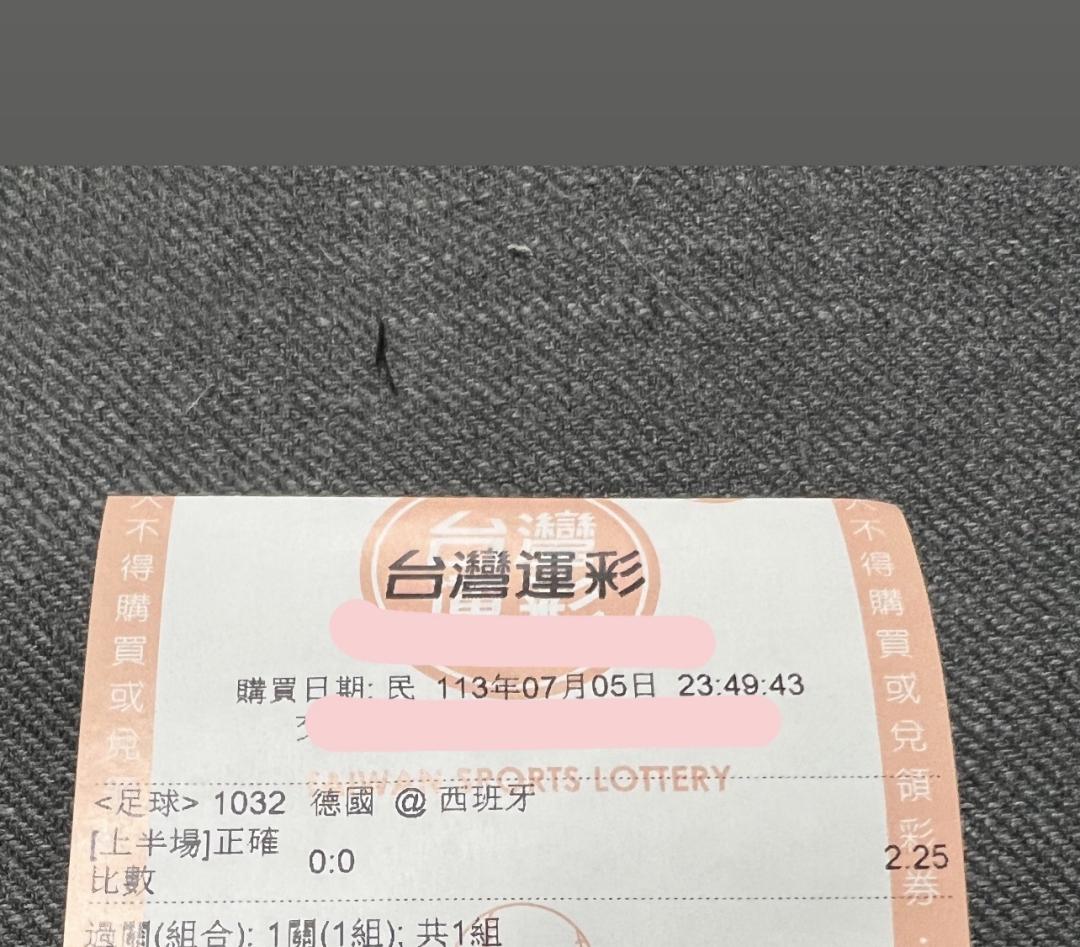 台灣運彩
購買日期: 民 113年07月05日 23:49:43
TAIWAN SPORTS LOTTERY
<足球> 1032 德國 @ 西班牙
[上半場]正確比數 0:0 2.25
過關(組合): 1關(1組); 共1組
不得購買或兌
不得購買或兌領彩券